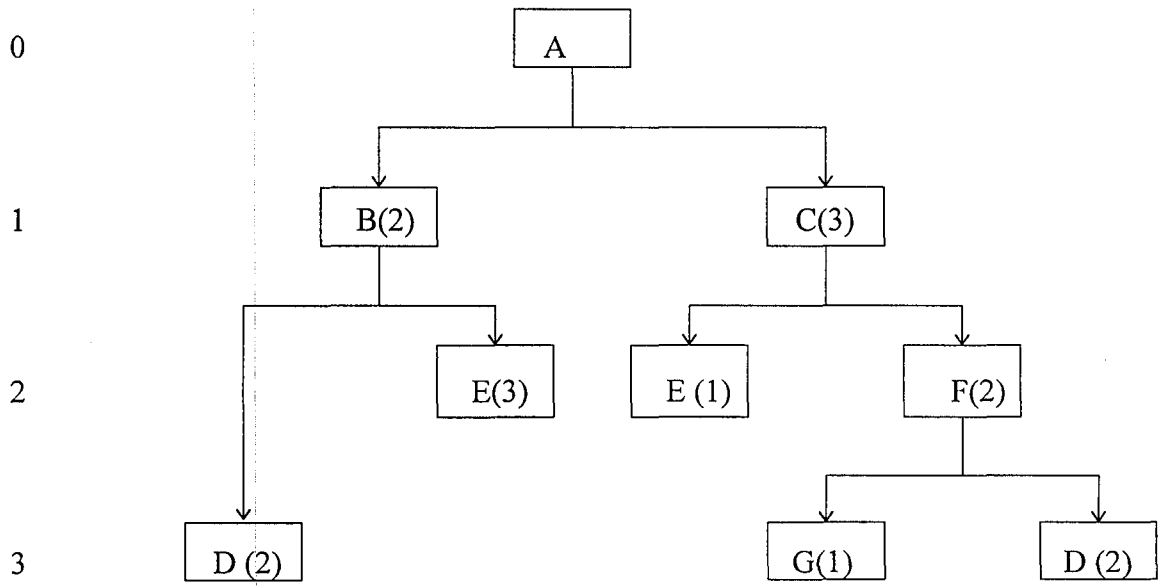 0
A
1
B(2)
C(3)
2
E(3)
E (1)
F(2)
3
D (2)
G(1)
D (2)